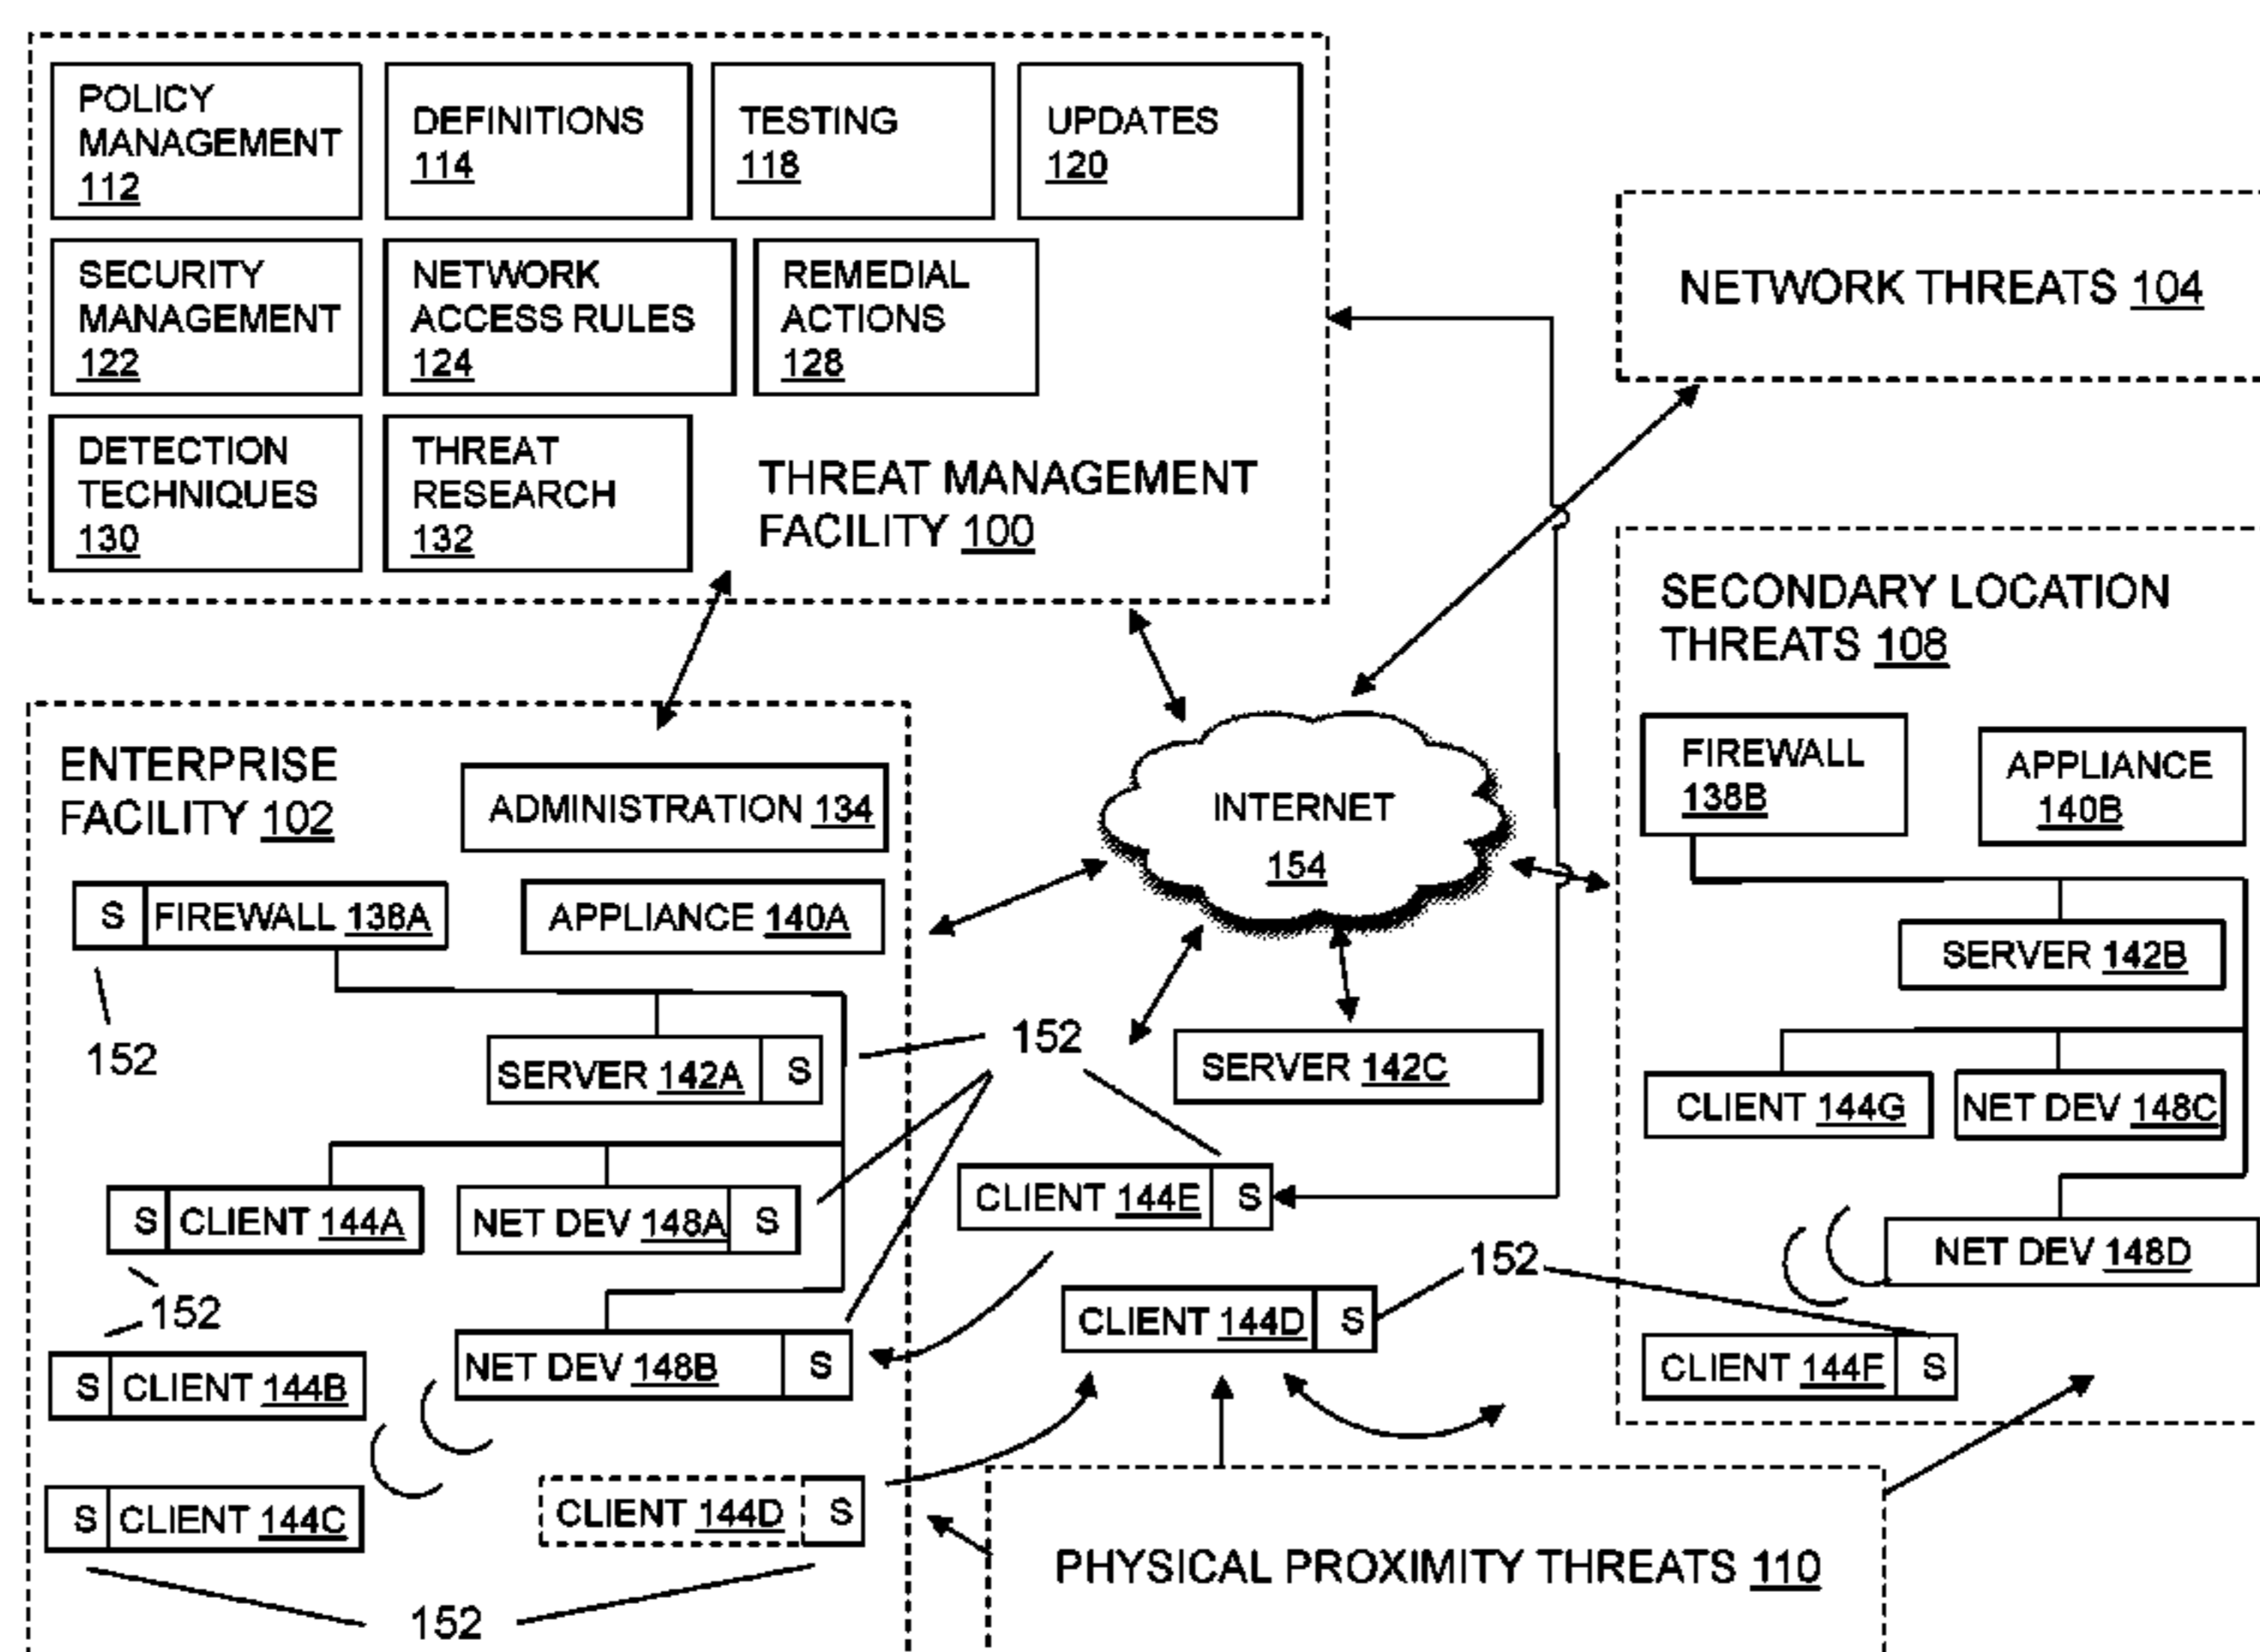 POLICY
MANAGEMENT
112
DEFINITIONS
114
TESTING
118
UPDATES
120
SECURITY
MANAGEMENT
122
NETWORK
ACCESS RULES
124
REMEDIAL
ACTIONS
128
DETECTION
TECHNIQUES
130
THREAT
RESEARCH
132
THREAT MANAGEMENT
FACILITY 100
NETWORK THREATS 104
SECONDARY LOCATION
THREATS 108
FIREWALL
138B
APPLIANCE
140B
SERVER 142B
CLIENT 144G
NET DEV 148C
NET DEV 148D
CLIENT 144F S
ENTERPRISE
FACILITY 102
ADMINISTRATION 134
S FIREWALL 138A
APPLIANCE 140A
152
SERVER 142A S
S CLIENT 144A
NET DEV 148A S
152
S CLIENT 144B
NET DEV 148B S
S CLIENT 144C
CLIENT 144D S
152
INTERNET
154
152
SERVER 142C
CLIENT 144E S
CLIENT 144D S
152
PHYSICAL PROXIMITY THREATS 110